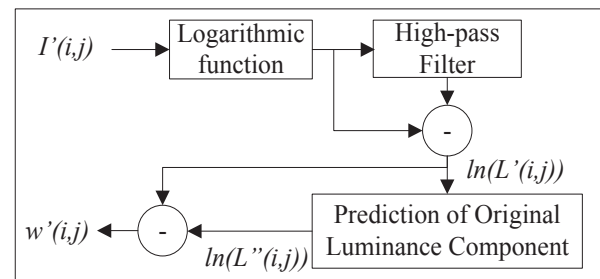 I'(i,j)
Logarithmic
function
High-pass
Filter
-
ln(L'(i,j))
Prediction of Original
Luminance Component
ln(L''(i,j))
-
w'(i,j)